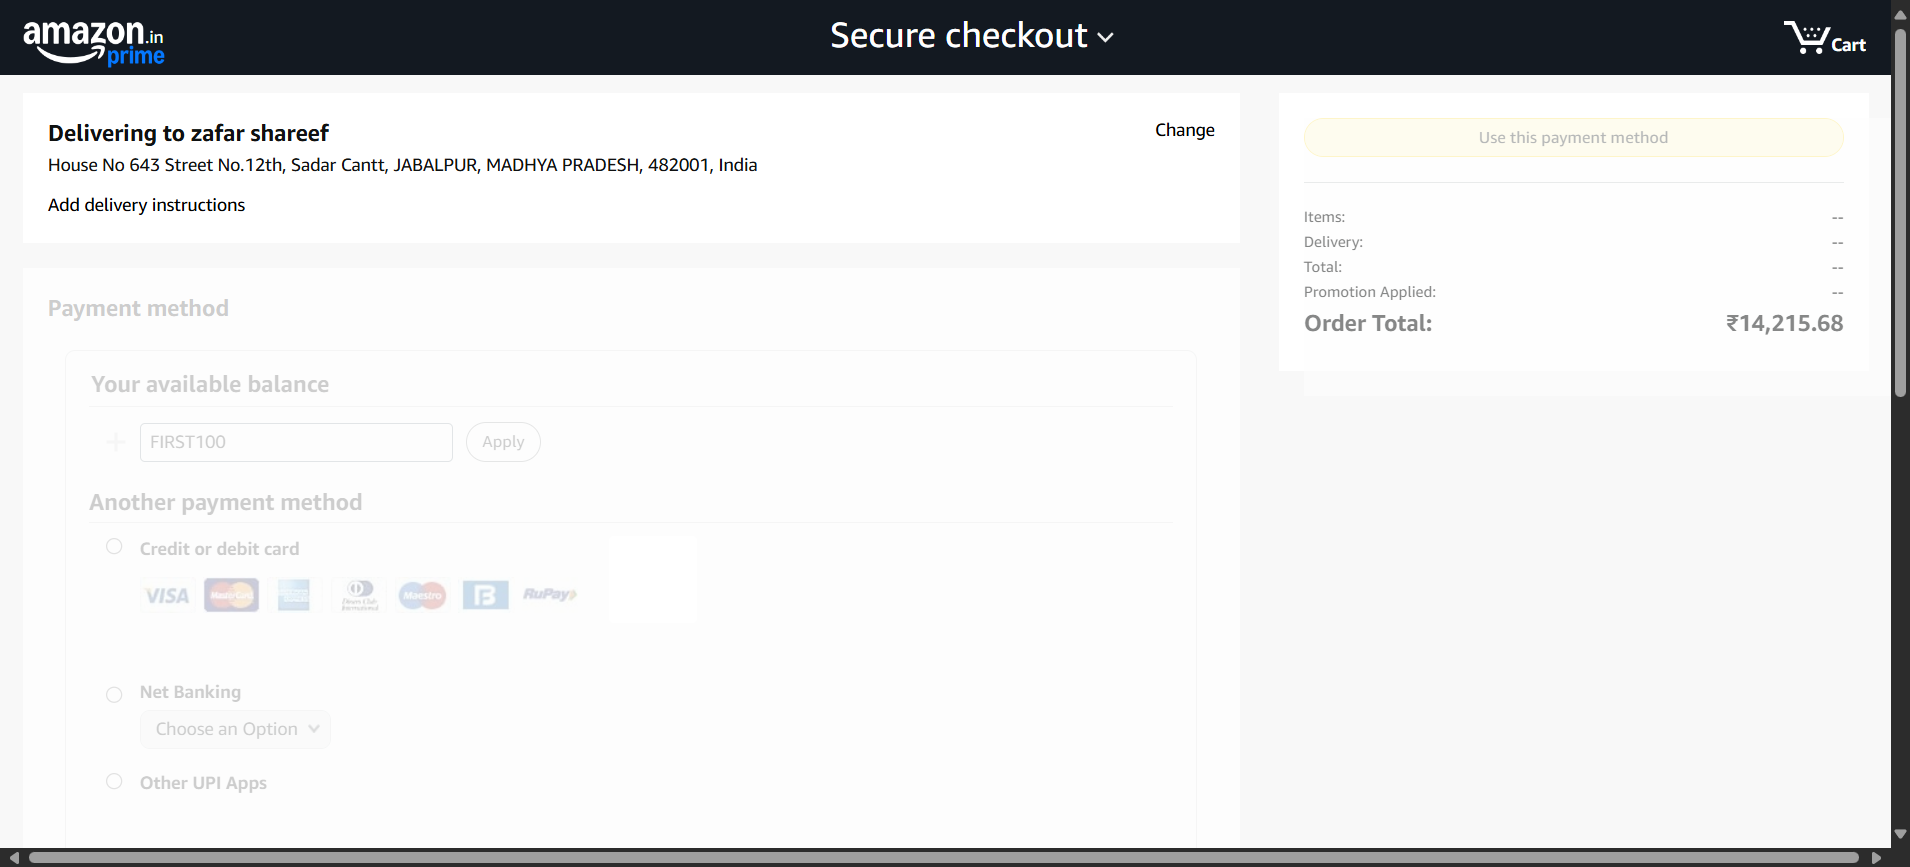 amazon.in
prime
Secure checkout
Cart
Delivering to zafar shareef
Change
House No 643 Street No.12th, Sadar Cantt, JABALPUR, MADHYA PRADESH, 482001, India
Add delivery instructions
Use this payment method
Items: --
Delivery: --
Total: --
Promotion Applied: --
Order Total: ₹14,215.68
Payment method
Your available balance
FIRST100
Apply
Another payment method
Credit or debit card
VISA MasterCard Diners Club International Maestro B RuPay
Net Banking
Choose an Option
Other UPI Apps